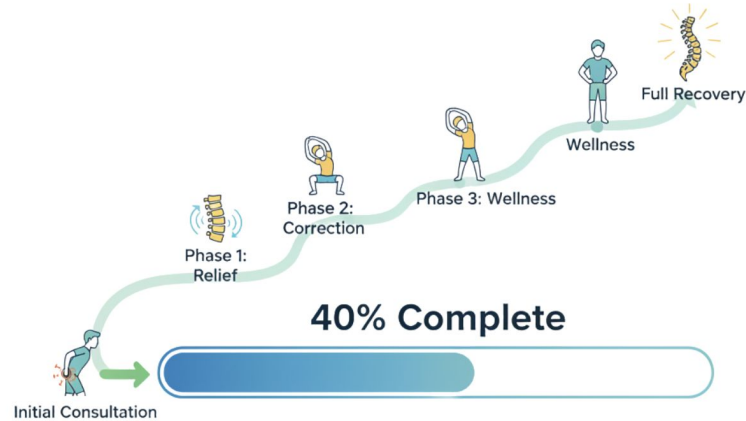 Full Recovery
Wellness
Phase 3: Wellness
Phase 2:
Correction
Phase 1:
Relief
40% Complete
Initial Consultation